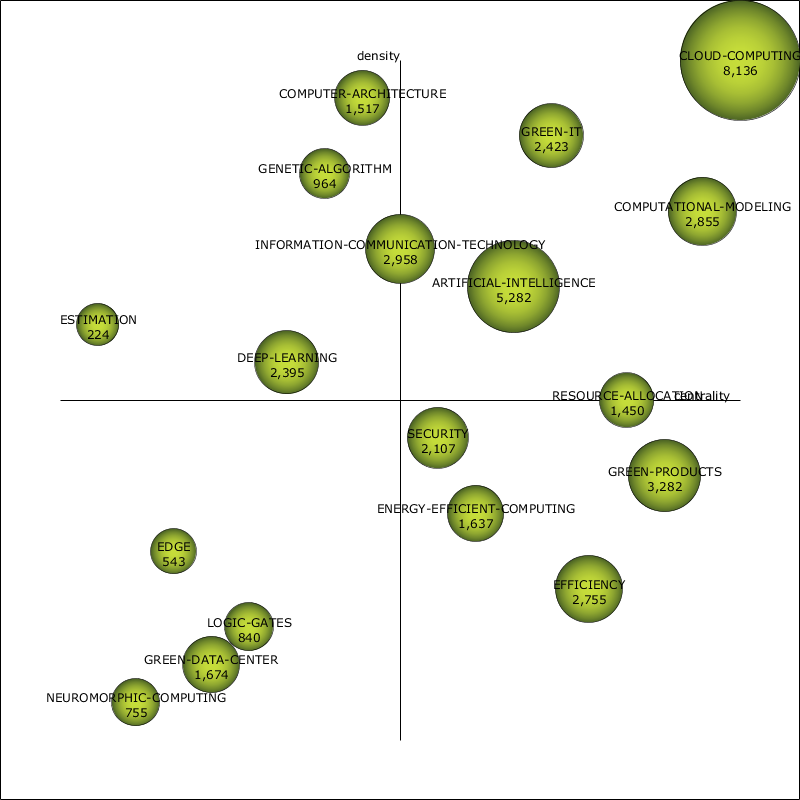 density
CLOUD-COMPUTING
8,136
COMPUTER-ARCHITECTURE
1,517
GREEN-IT
2,423
GENETIC-ALGORITHM
964
COMPUTATIONAL-MODELING
2,855
INFORMATION-COMMUNICATION-TECHNOLOGY
2,958
ARTIFICIAL-INTELLIGENCE
5,282
ESTIMATION
224
DEEP-LEARNING
2,395
RESOURCE-ALLOCATION
1,450
centrality
SECURITY
2,107
GREEN-PRODUCTS
3,282
ENERGY-EFFICIENT-COMPUTING
1,637
EDGE
543
EFFICIENCY
2,755
LOGIC-GATES
840
GREEN-DATA-CENTER
1,674
NEUROMORPHIC-COMPUTING
755